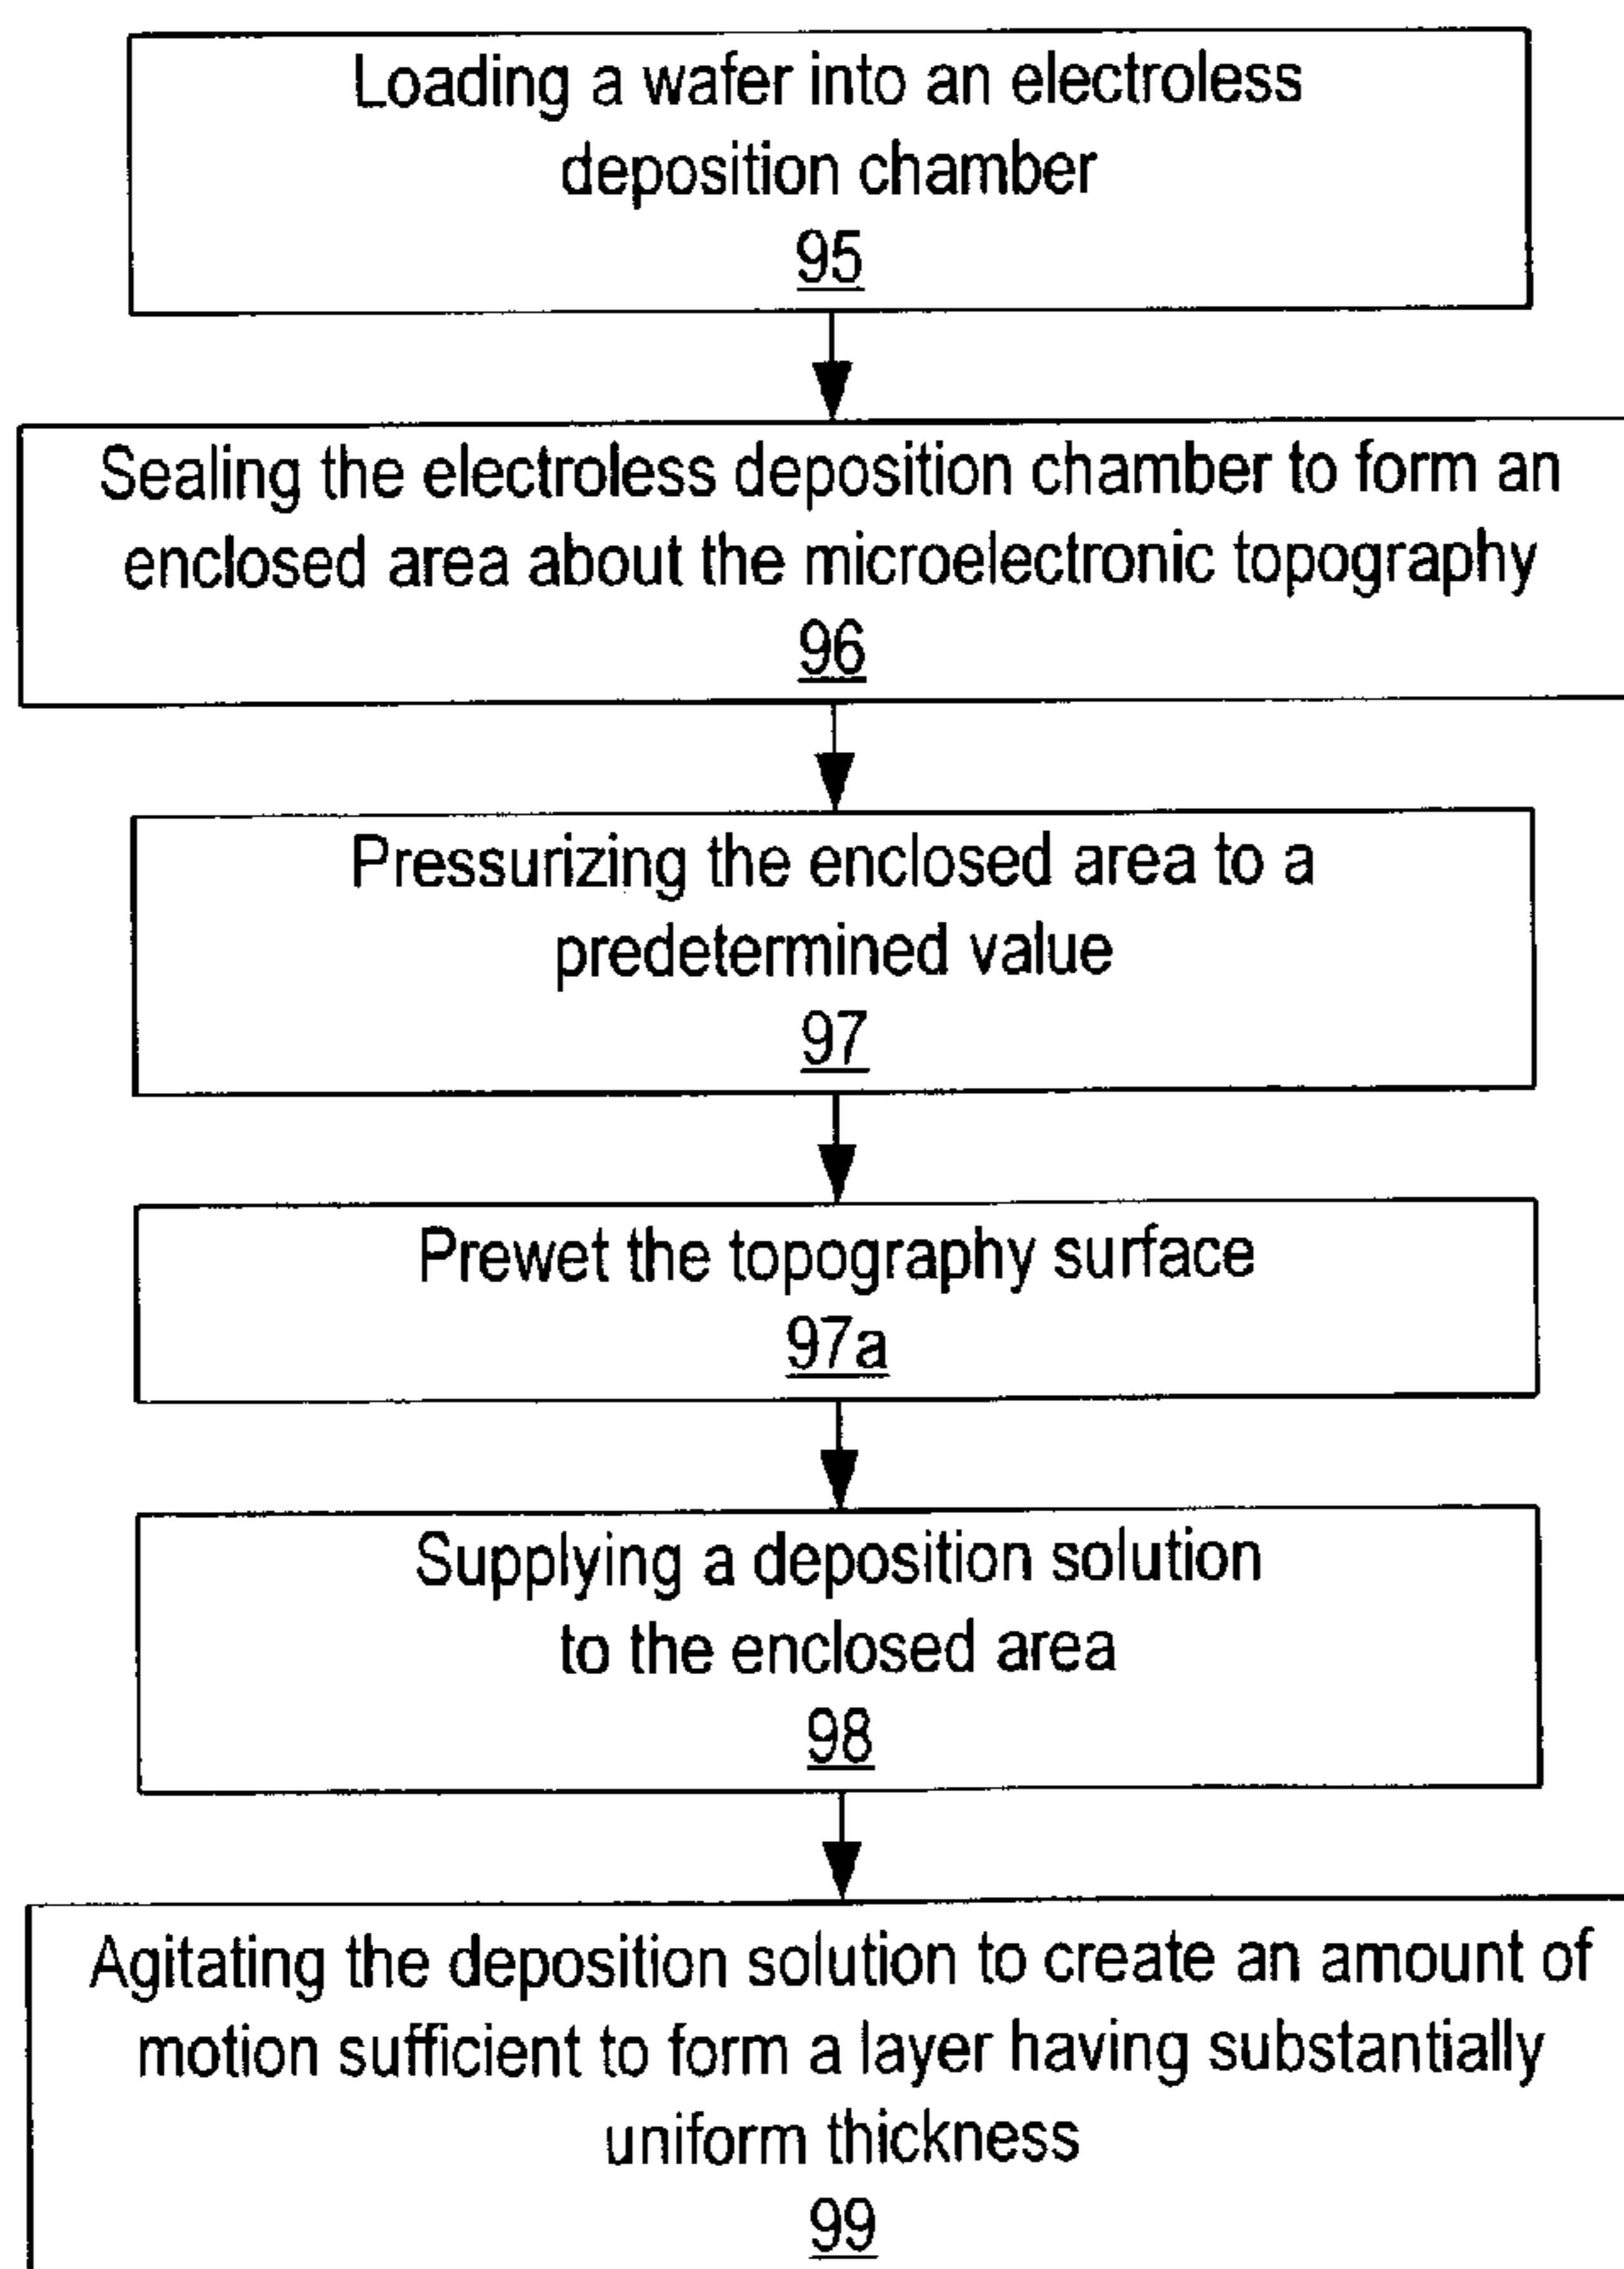 Loading a wafer into an electroless
deposition chamber
95
Sealing the electroless deposition chamber to form an
enclosed area about the microelectronic topography
96
Pressurizing the enclosed area to a
predetermined value
97
Prewet the topography surface
97a
Supplying a deposition solution
to the enclosed area
98
Agitating the deposition solution to create an amount of
motion sufficient to form a layer having substantially
uniform thickness
99